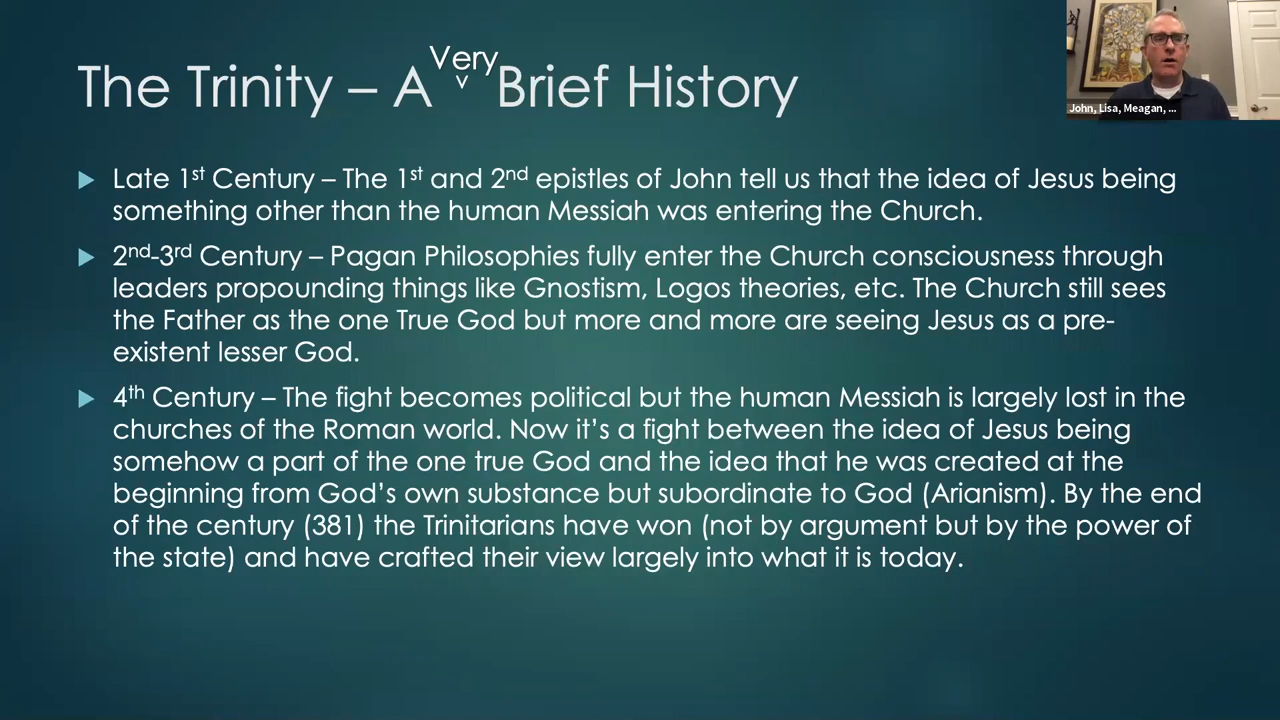 Very
The Trinity – A ˅ Brief History
John, Lisa, Meagan, ...
Late 1st Century – The 1st and 2nd epistles of John tell us that the idea of Jesus being
something other than the human Messiah was entering the Church.
2nd-3rd Century – Pagan Philosophies fully enter the Church consciousness through
leaders propounding things like Gnostism, Logos theories, etc. The Church still sees
the Father as the one True God but more and more are seeing Jesus as a pre-
existent lesser God.
4th Century – The fight becomes political but the human Messiah is largely lost in the
churches of the Roman world. Now it's a fight between the idea of Jesus being
somehow a part of the one true God and the idea that he was created at the
beginning from God's own substance but subordinate to God (Arianism). By the end
of the century (381) the Trinitarians have won (not by argument but by the power of
the state) and have crafted their view largely into what it is today.